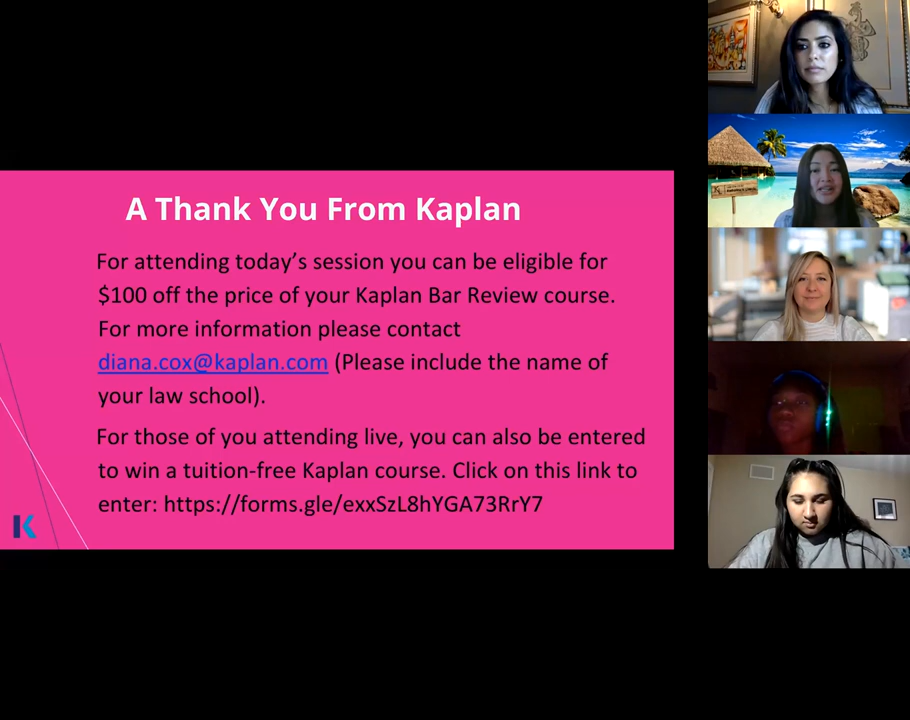 A Thank You From Kaplan
For attending today’s session you can be eligible for
$100 off the price of your Kaplan Bar Review course.
For more information please contact
diana.cox@kaplan.com (Please include the name of
your law school).
For those of you attending live, you can also be entered
to win a tuition-free Kaplan course. Click on this link to
enter: https://forms.gle/exxSzL8hYGA73RrY7
K